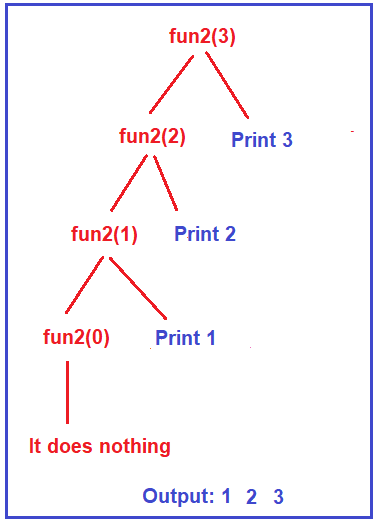 fun2(3)
fun2(2) Print 3
fun2(1) Print 2
fun2(0) Print 1
It does nothing
Output: 1 2 3